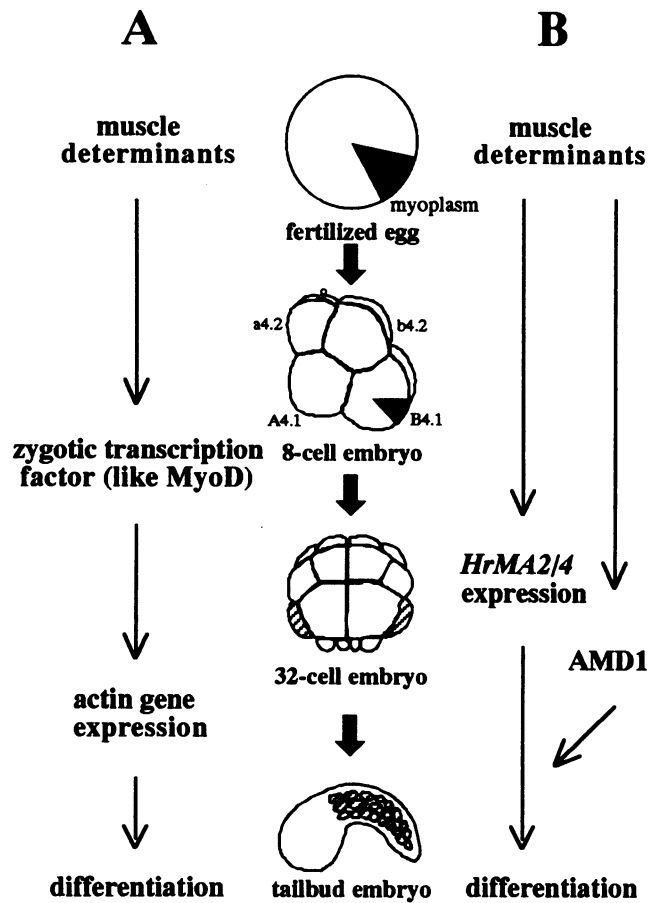 A
B
muscle
determinants
myoplasm
fertilized egg
muscle
determinants
a4.2
b4.2
A4.1
B4.1
8-cell embryo
zygotic transcription
factor (like MyoD)
HrMA2/4
expression
32-cell embryo
AMD1
actin gene
expression
differentiation
tailbud embryo
differentiation